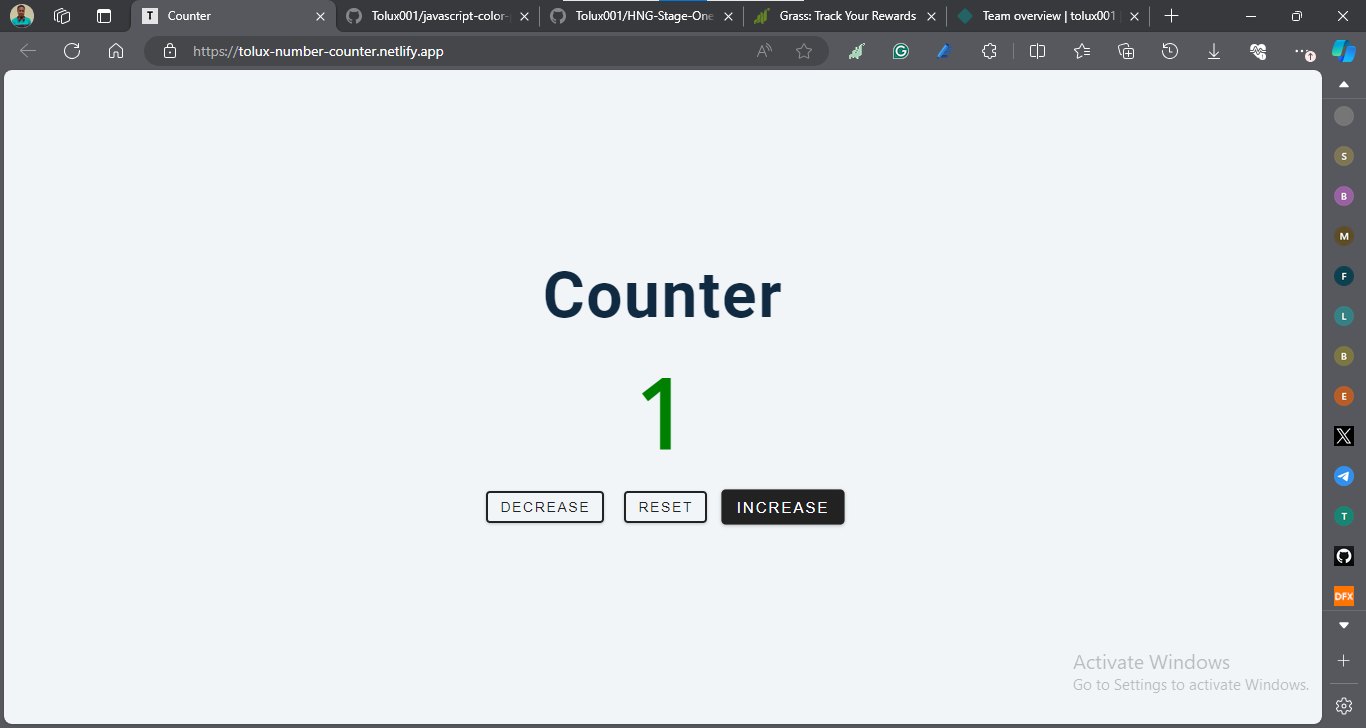 T Counter
Tolux001/javascript-color-
Tolux001/HNG-Stage-One
Grass: Track Your Rewards
Team overview | tolux001
https://tolux-number-counter.netlify.app
S
B
M
F
L
B
E
T
DFX
Counter
1
DECREASE
RESET
INCREASE
Activate Windows
Go to Settings to activate Windows.